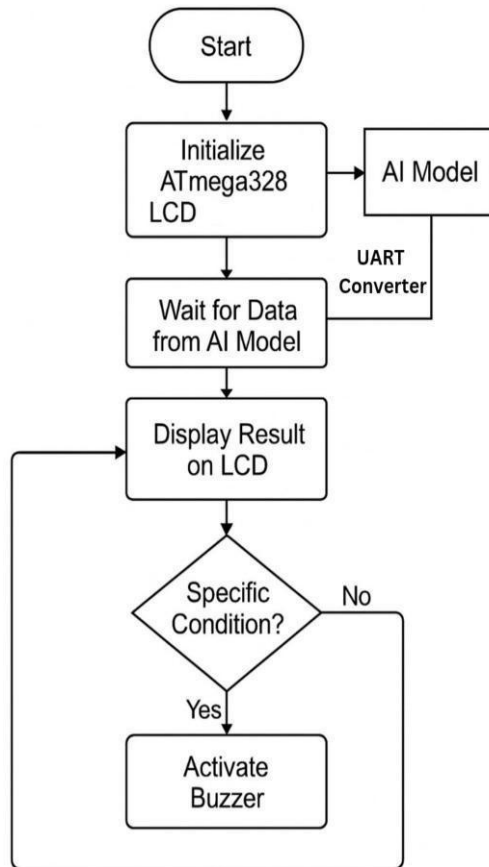 Start
Initialize
ATmega328
LCD
AI Model
UART
Converter
Wait for Data
from AI Model
Display Result
on LCD
Specific
Condition?
No
Yes
Activate
Buzzer